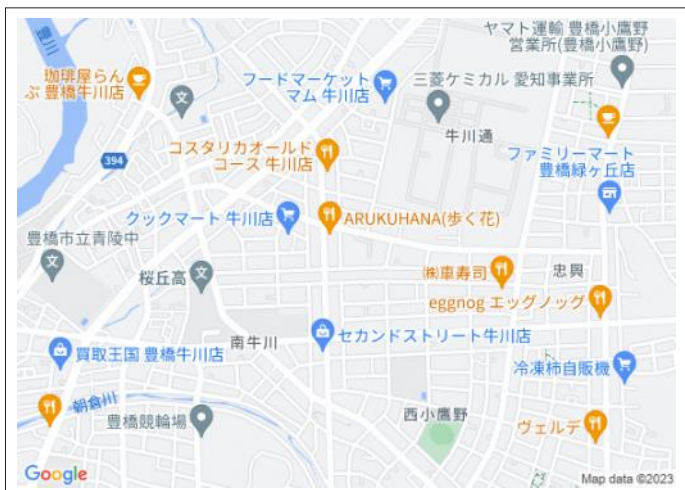 ヤマト運輸 豊橋小鷹野
営業所(豊橋小鷹野)
珈琲屋らん
ぷ 豊橋牛川店
フードマーケット
マム 牛川店
三菱ケミカル 愛知事業所
牛川通
コスタリカオールド
コース 牛川店
ファミリーマート
豊橋緑ヶ丘店
394
クックマート 牛川店
ARUKUHANA(歩く花)
豊橋市立青陵中
桜丘高
㈱車寿司
忠興
eggnog エッグノッグ
南牛川
セカンドストリート牛川店
買取王国 豊橋牛川店
冷凍柿自販機
朝倉川
豊橋競輪場
西小鷹野
ヴェルデ
文
文
文
豊川
Google
Map data ©2023